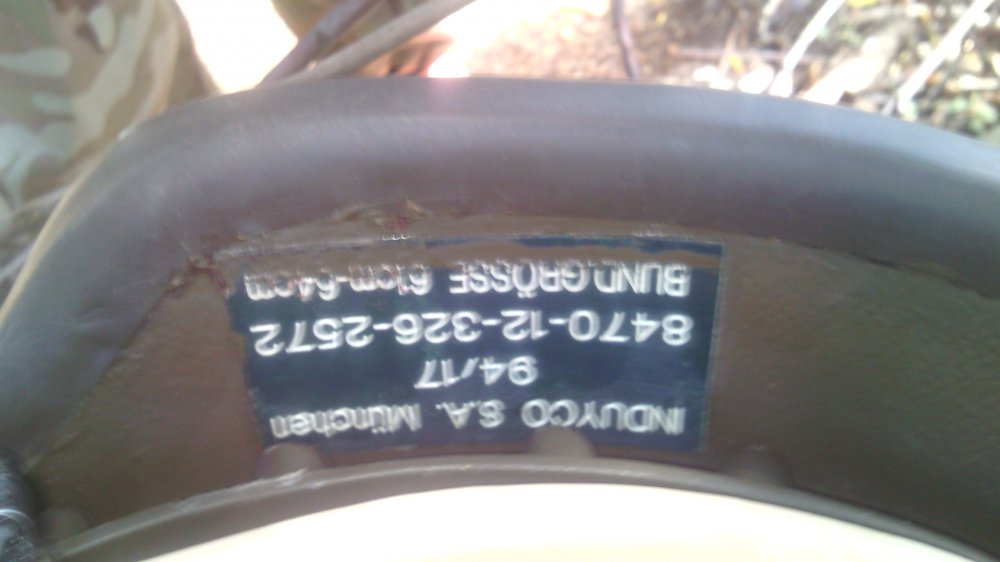 INDUYCO S.A. München
94/17
8470-12-326-2572
BUND.GRÖSSE 61cm-64cm